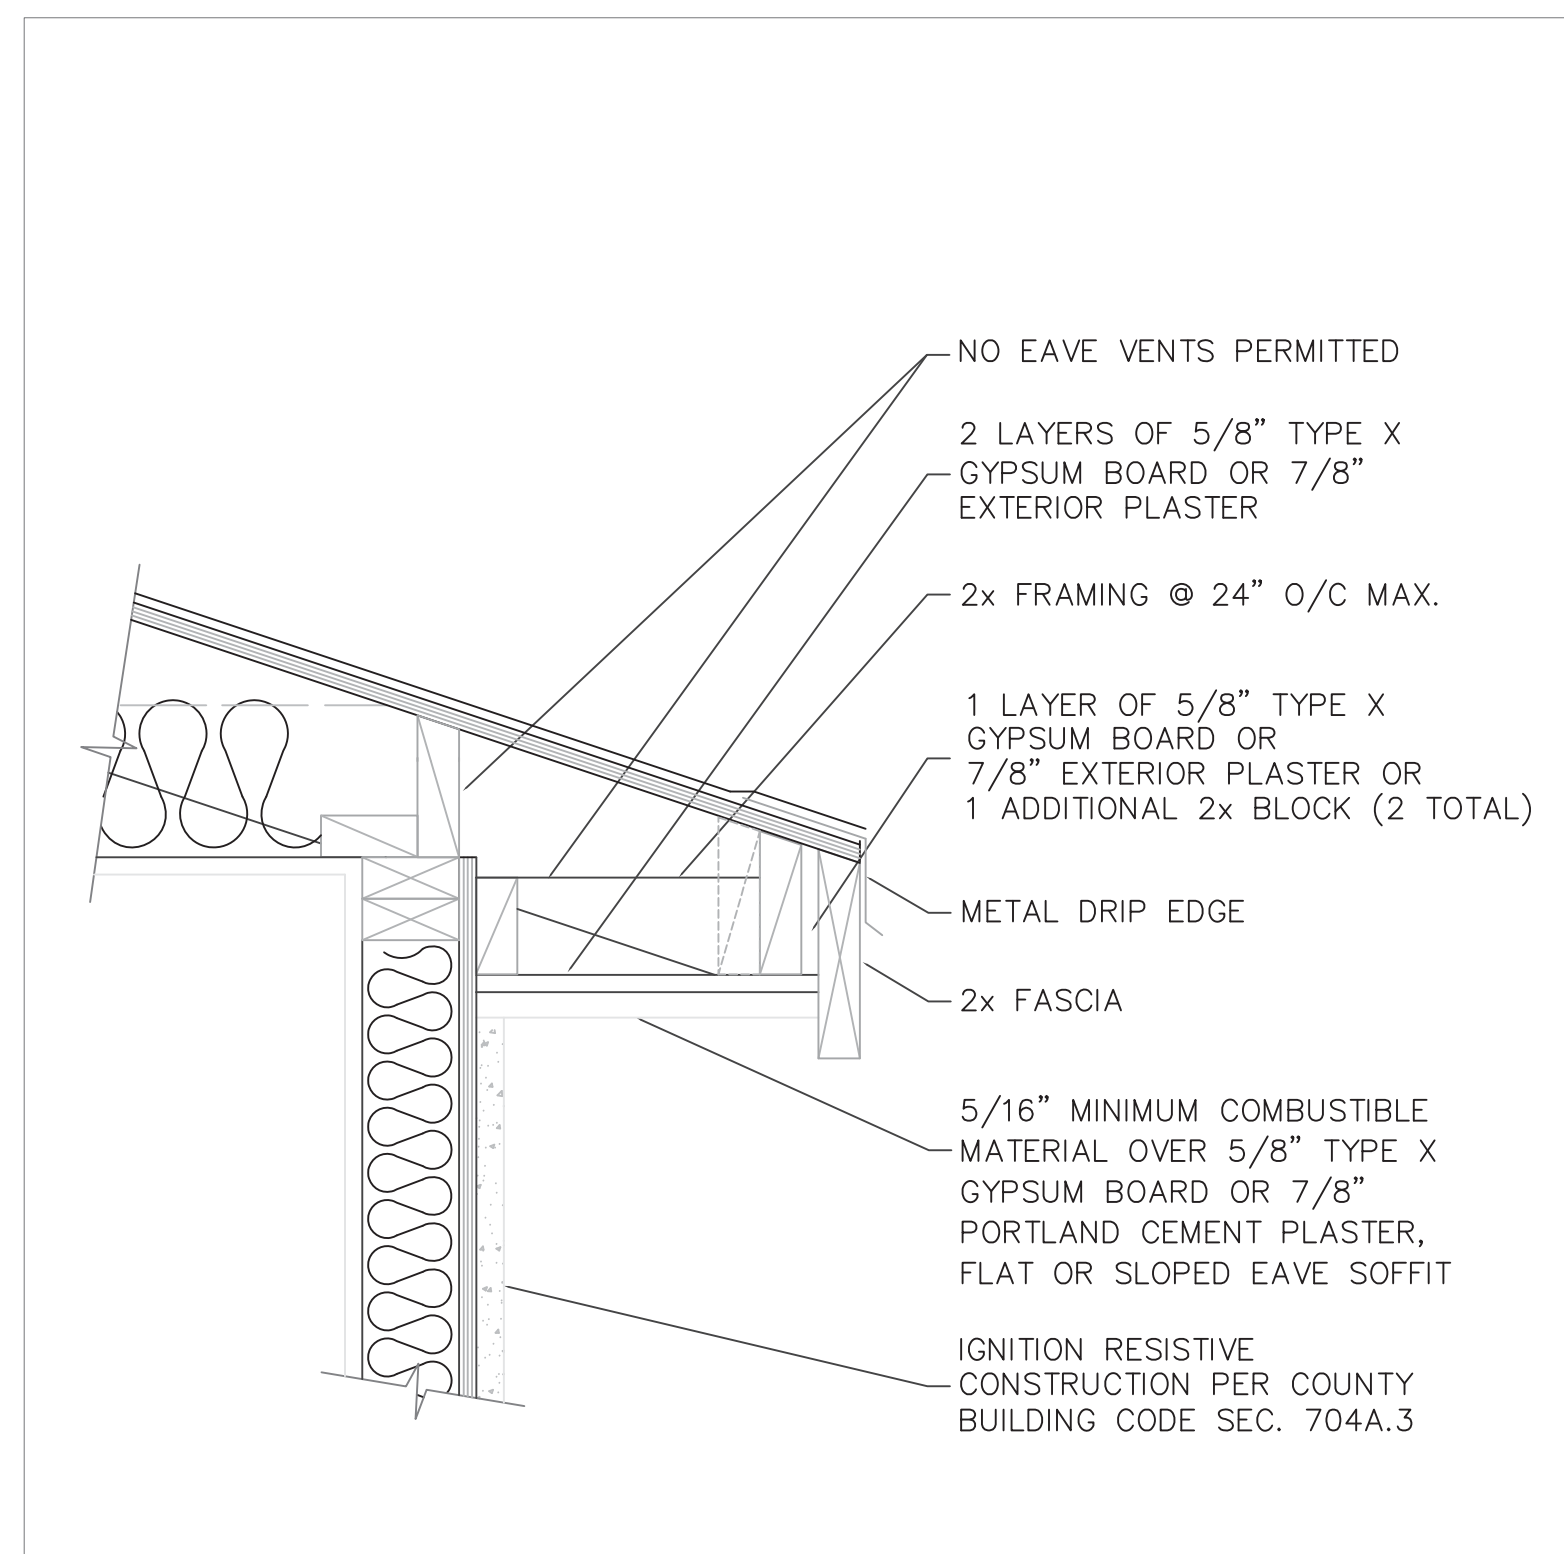 NO EAVE VENTS PERMITTED
2 LAYERS OF 5/8” TYPE X
GYPSUM BOARD OR 7/8”
EXTERIOR PLASTER
2x FRAMING @ 24” O/C MAX.
1 LAYER OF 5/8” TYPE X
GYPSUM BOARD OR
7/8” EXTERIOR PLASTER OR
1 ADDITIONAL 2x BLOCK (2 TOTAL)
METAL DRIP EDGE
2x FASCIA
5/16” MINIMUM COMBUSTIBLE
MATERIAL OVER 5/8” TYPE X
GYPSUM BOARD OR 7/8”
PORTLAND CEMENT PLASTER,
FLAT OR SLOPED EAVE SOFFIT
IGNITION RESISTIVE
CONSTRUCTION PER COUNTY
BUILDING CODE SEC. 704A.3